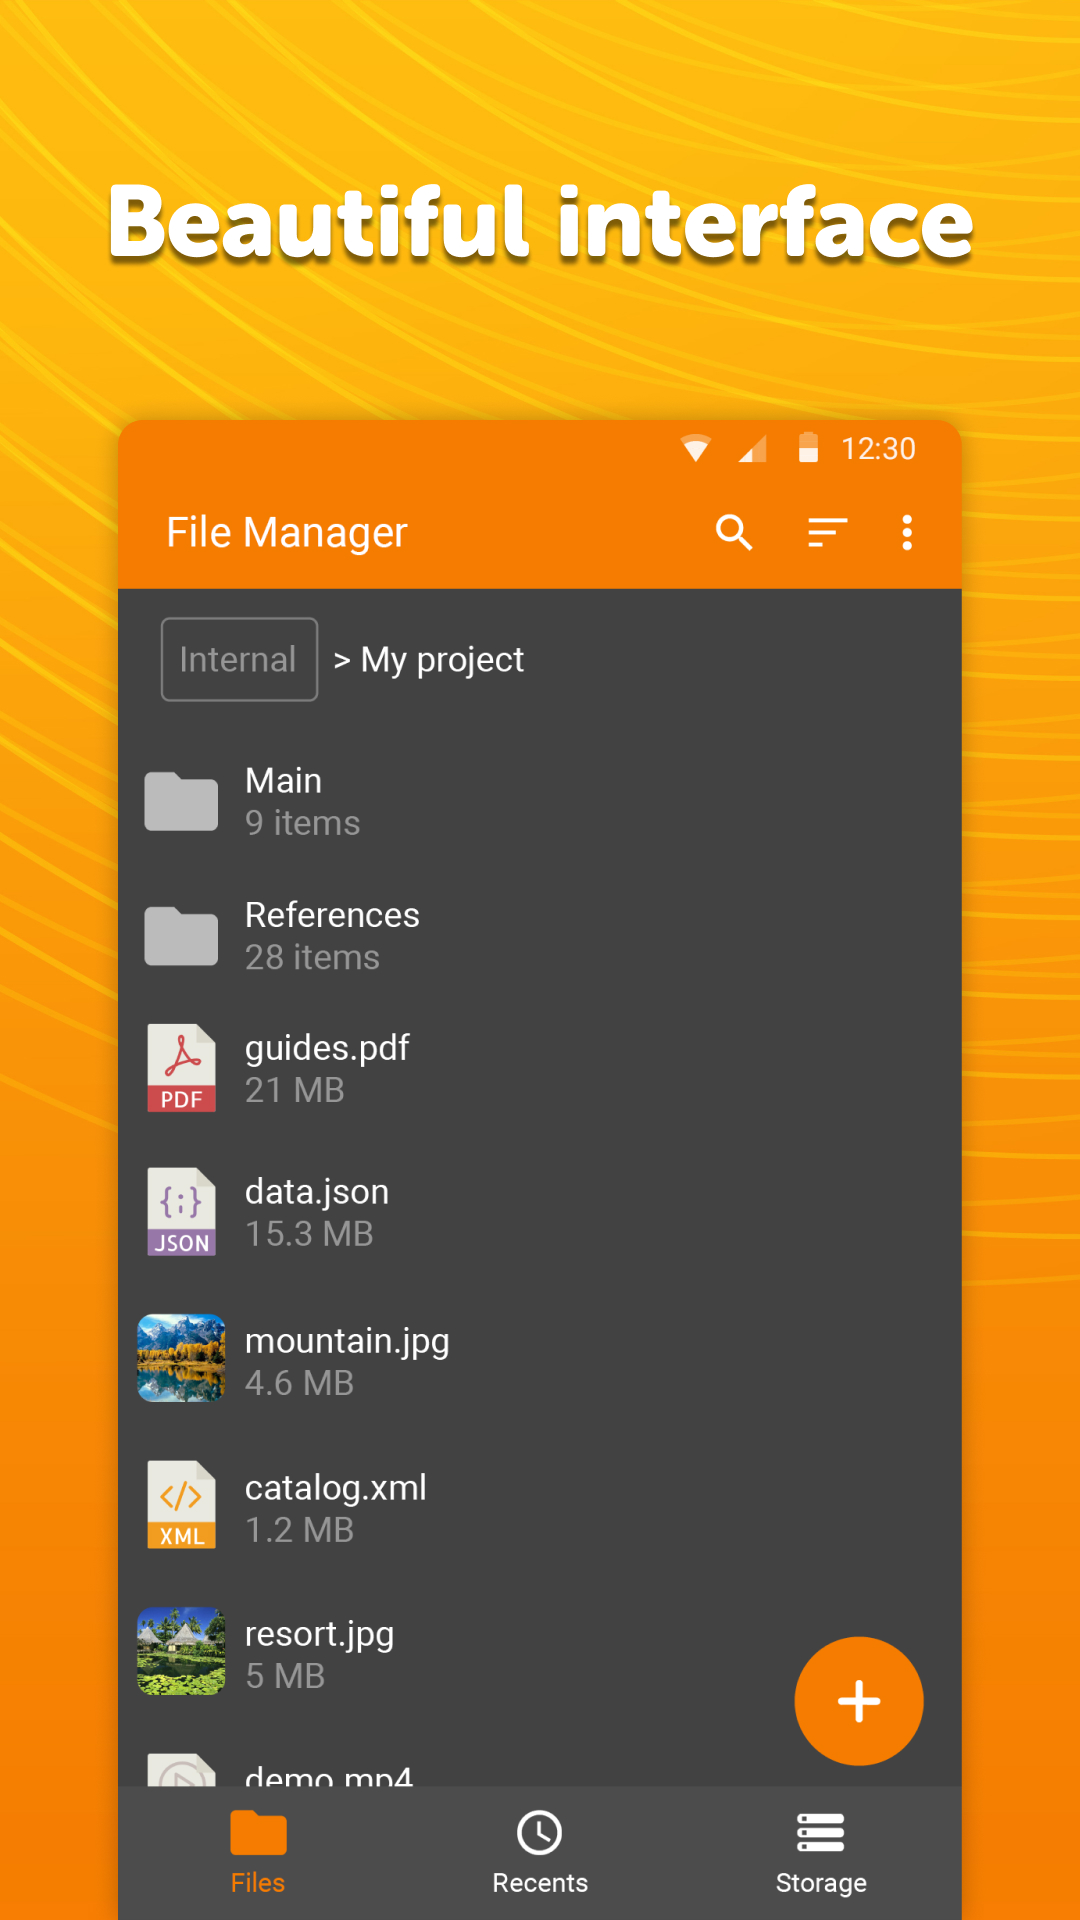 Beautiful interface
12:30
File Manager
Internal > My project
Main
9 items
References
28 items
guides.pdf
21 MB
PDF
data.json
15.3 MB
{;}
JSON
mountain.jpg
4.6 MB
catalog.xml
1.2 MB
</>
XML
resort.jpg
5 MB
+
demo.mp4
Files
Recents
Storage